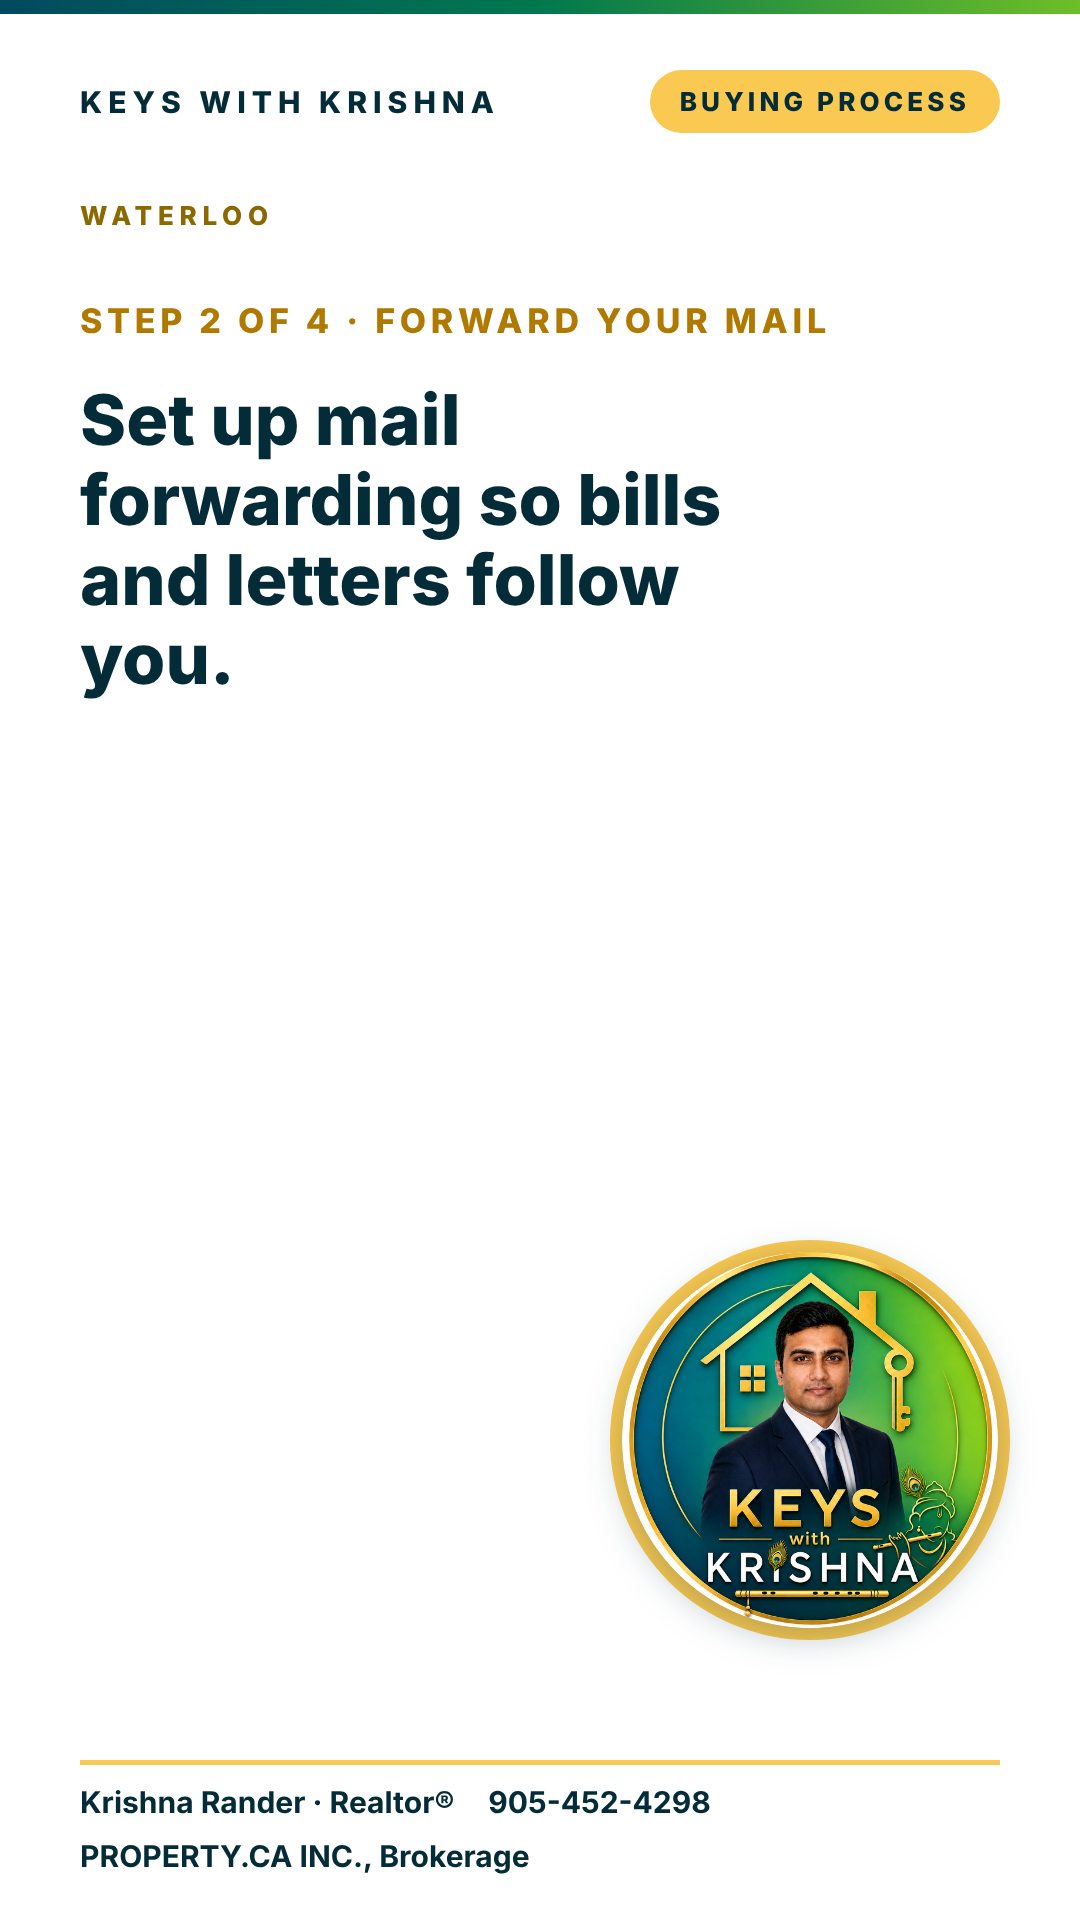 KEYS WITH KRISHNA
BUYING PROCESS
WATERLOO
STEP 2 OF 4 · FORWARD YOUR MAIL
Set up mail
forwarding so bills
and letters follow
you.
KEYS
with
KRISHNA
Krishna Rander · Realtor® 905-452-4298
PROPERTY.CA INC., Brokerage